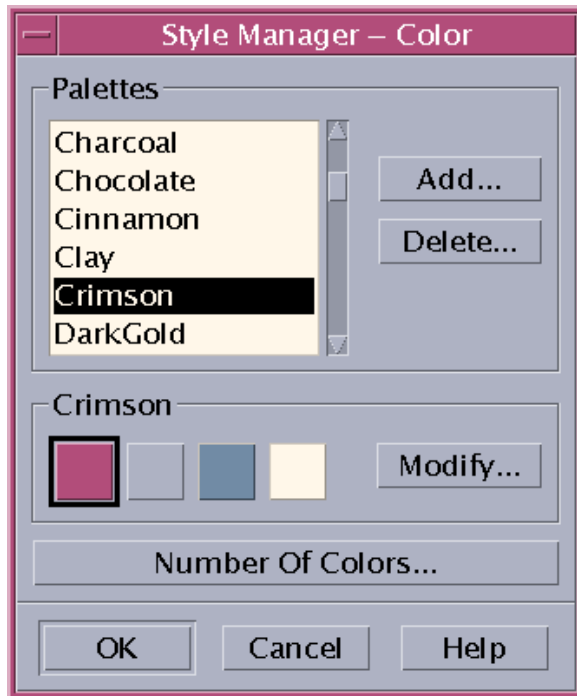 Style Manager – Color
Palettes
Charcoal
Chocolate
Cinnamon
Clay
Crimson
DarkGold
Add...
Delete...
Crimson
Modify...
Number Of Colors...
OK
Cancel
Help